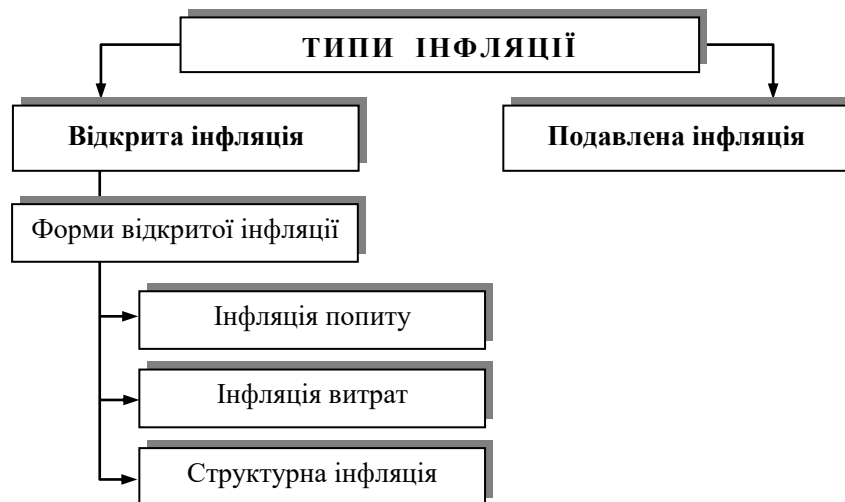 ТИПИ ІНФЛЯЦІЇ
Відкрита інфляція
Подавлена інфляція
Форми відкритої інфляції
Інфляція попиту
Інфляція витрат
Структурна інфляція